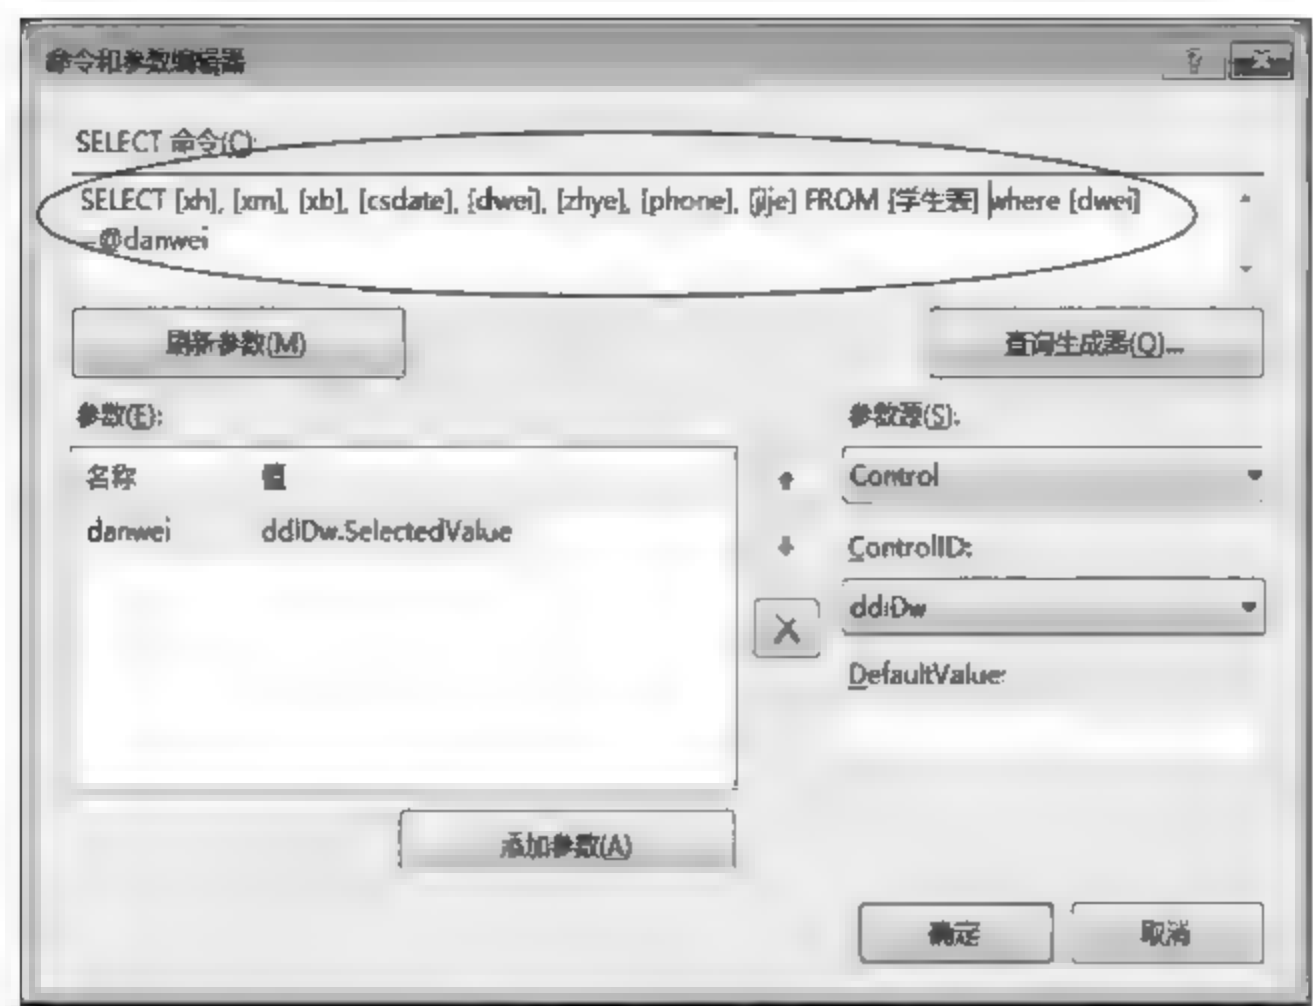 命令和参数编辑器
SELECT 命令(C):
SELECT [xh], [xm], [xb], [csdate], [dwei], [zhye], [phone], [jlje] FROM [学生表] where [dwei]
=@danwei
刷新参数(M)
查询生成器(Q)...
参数(E):
参数源(S):
名称 值
Control
danwei ddlDw.SelectedValue
ControlID:
ddlDw
DefaultValue:
添加参数(A)
确定 取消